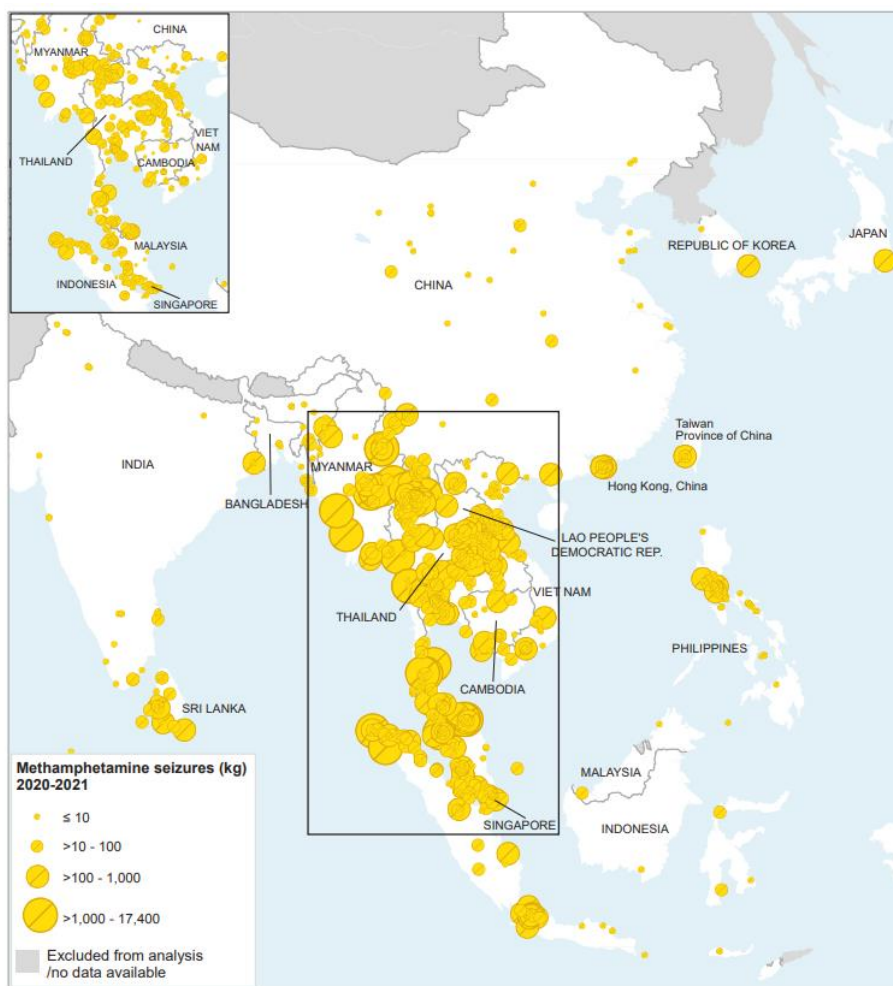 CHINA
MYANMAR
VIET
NAM
THAILAND
CAMBODIA
MALAYSIA
INDONESIA
SINGAPORE
REPUBLIC OF KOREA
JAPAN
CHINA
Taiwan
Province of China
INDIA
MYANMAR
Hong Kong, China
BANGLADESH
LAO PEOPLE'S
DEMOCRATIC REP.
VIET NAM
THAILAND
PHILIPPINES
CAMBODIA
SRI LANKA
MALAYSIA
SINGAPORE
INDONESIA
Methamphetamine seizures (kg)
2020-2021
≤ 10
>10 - 100
>100 - 1,000
>1,000 - 17,400
Excluded from analysis
/no data available